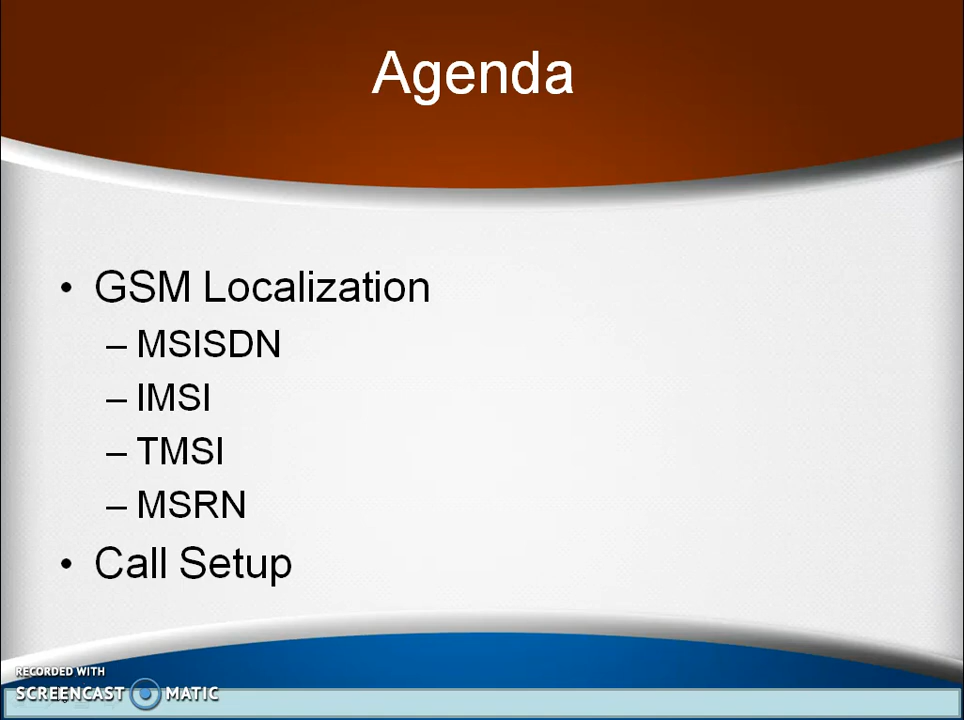 Agenda
• GSM Localization
– MSISDN
– IMSI
– TMSI
– MSRN
• Call Setup
RECORDED WITH
SCREENCAST MATIC